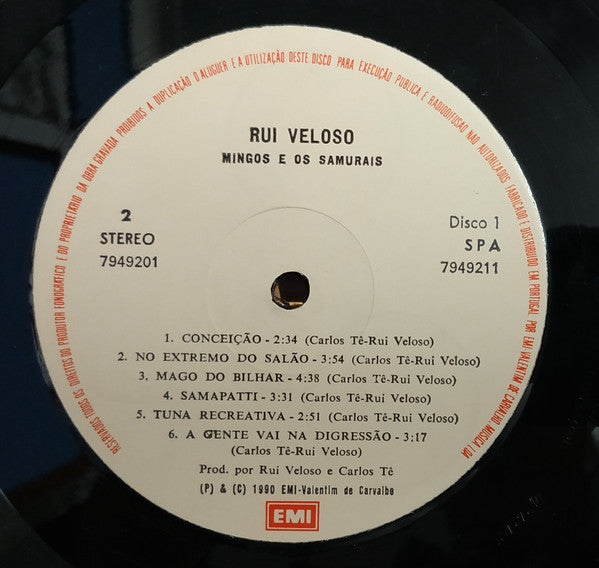 RESERVADOS TODOS OS DIREITOS DO PRODUTOR FONOGRÁFICO E DO PROPRIETÁRIO DA OBRA GRAVADA PROIBIDOS A DUPLICAÇÃO O ALUGUER E A UTILIZAÇÃO DESTE DISCO PARA EXECUÇÃO PUBLICA E RADIODIFUSÃO NÃO AUTORIZADOS FABRICADO E DISTRIBUIDO EM PORTUGAL POR EMI-VALENTIM DE CARVALHO MÚSICA LDA
RUI VELOSO
MINGOS E OS SAMURAIS
2
STEREO
7949201
Disco 1
SPA
7949211
1. CONCEIÇÃO - 2:34 (Carlos Tê-Rui Veloso)
2. NO EXTREMO DO SALÃO - 3:54 (Carlos Tê-Rui Veloso)
3. MAGO DO BILHAR - 4:38 (Carlos Tê-Rui Veloso)
4. SAMAPATTI - 3:31 (Carlos Tê-Rui Veloso)
5. TUNA RECREATIVA - 2:51 (Carlos Tê-Rui Veloso)
6. A GENTE VAI NA DIGRESSÃO - 3:17
(Carlos Tê-Rui Veloso)
Prod. por Rui Veloso e Carlos Tê
(P) & (C) 1990 EMI-Valentim de Carvalho
EMI